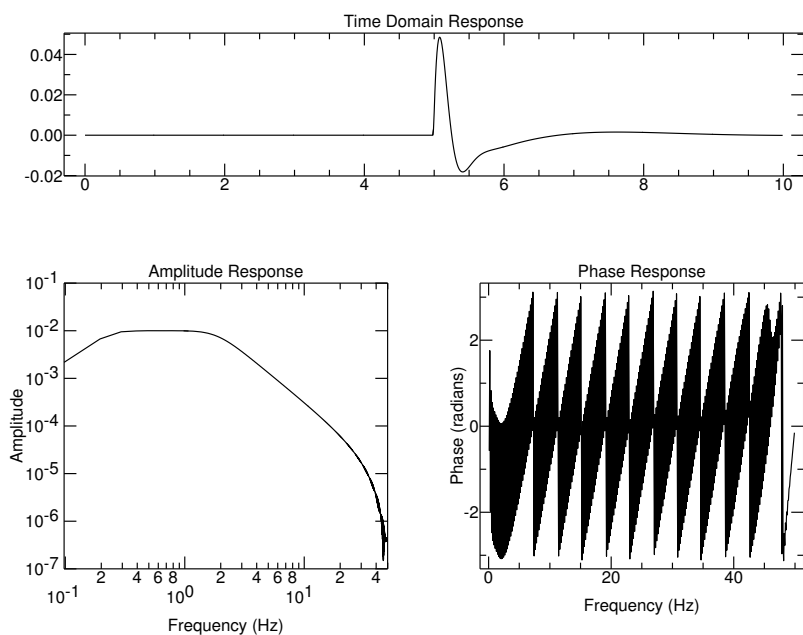 Time Domain Response
0.04
0.02
0.00
-0.02
0 2 4 6 8 10
Amplitude Response
10-1
10-2
10-3
10-4
10-5
10-6
10-7
Amplitude
2 4 6 8 2 4 6 8 2 4
10-1 100 101
Frequency (Hz)
Phase Response
2
0
-2
Phase (radians)
0 20 40
Frequency (Hz)